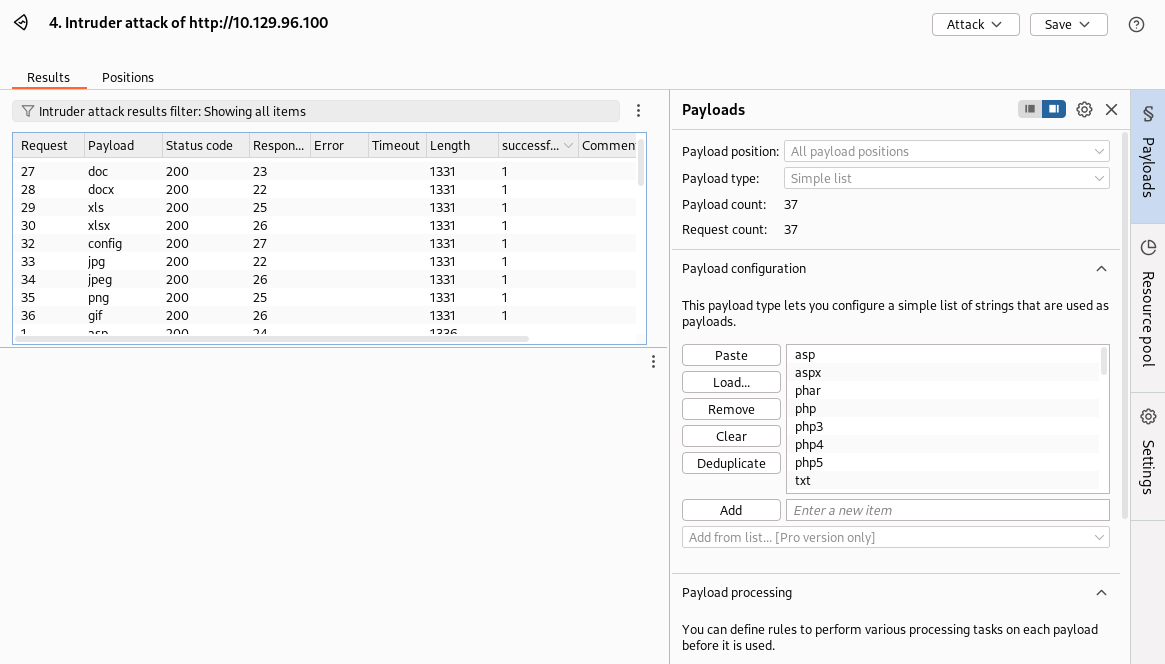 4. Intruder attack of http://10.129.96.100
Attack
Save
Results
Positions
Intruder attack results filter: Showing all items
Request Payload Status code Respon... Error Timeout Length successf... Commen
27 doc 200 23 1331 1
28 docx 200 22 1331 1
29 xls 200 25 1331 1
30 xlsx 200 26 1331 1
32 config 200 27 1331 1
33 jpg 200 22 1331 1
34 jpeg 200 26 1331 1
35 png 200 25 1331 1
36 gif 200 26 1331 1
1 asp 200 24 1336
Payloads
Payload position: All payload positions
Payload type: Simple list
Payload count: 37
Request count: 37
Payload configuration
This payload type lets you configure a simple list of strings that are used as
payloads.
Paste
Load...
Remove
Clear
Deduplicate
asp
aspx
phar
php
php3
php4
php5
txt
Add
Enter a new item
Add from list... [Pro version only]
Payload processing
You can define rules to perform various processing tasks on each payload
before it is used.
Payloads
Resource pool
Settings